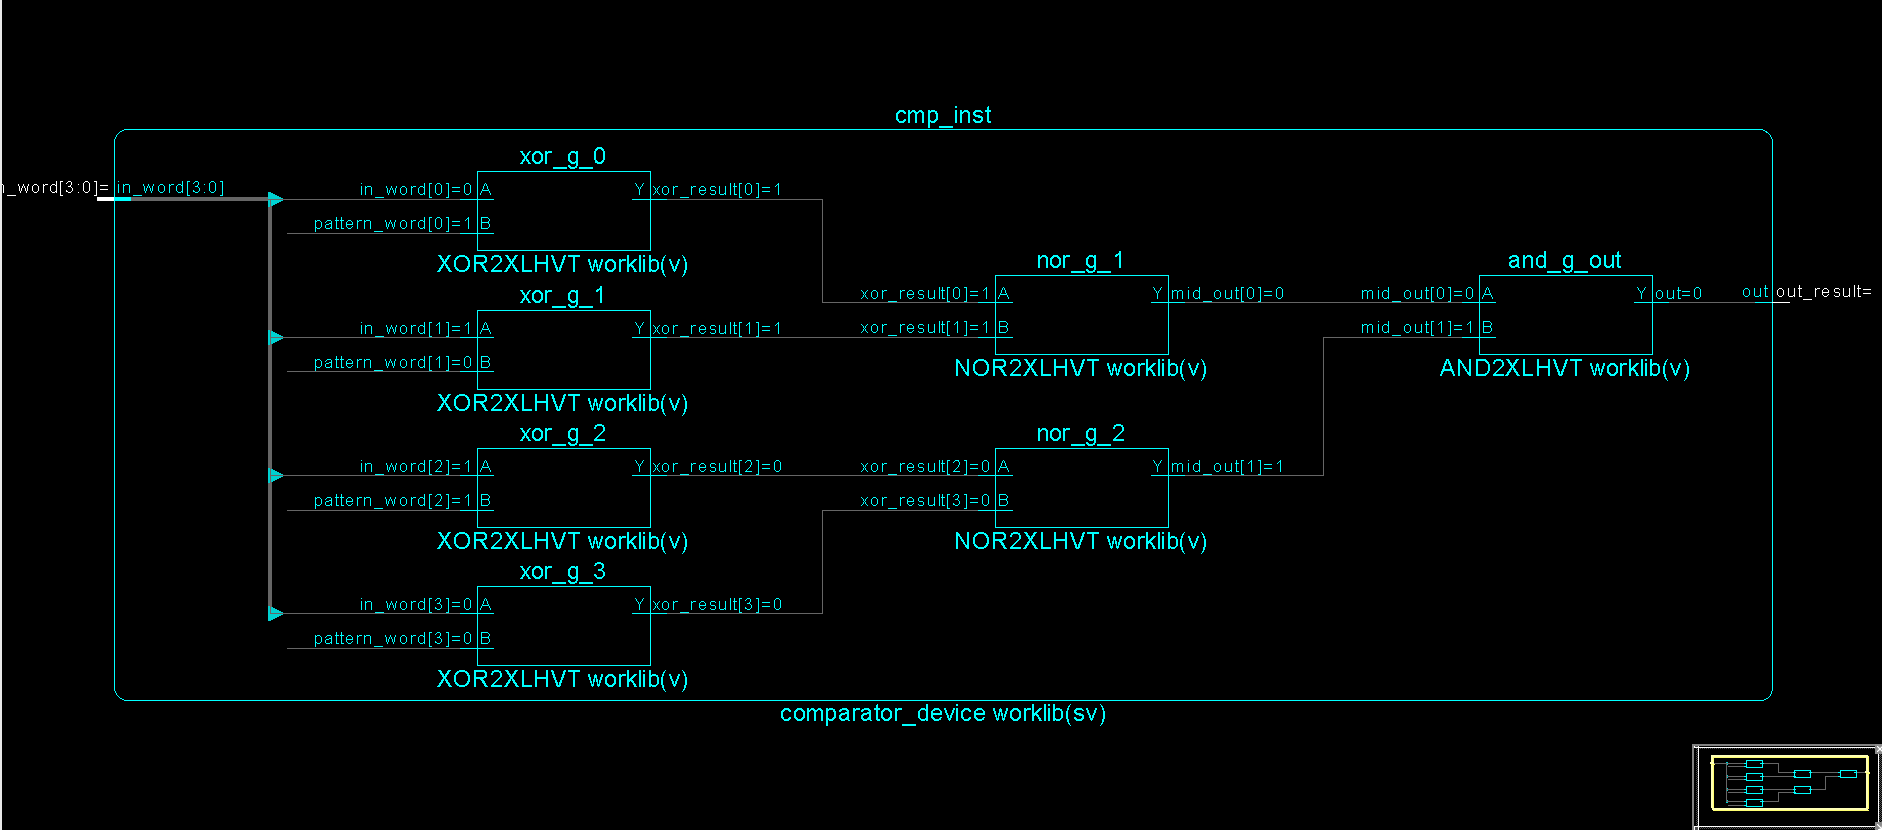 cmp_inst
xor_g_0
n_word[3:0]= in_word[3:0]
in_word[0]=0 A Y xor_result[0]=1
pattern_word[0]=1 B
XOR2XLHVT worklib(v)
xor_g_1
in_word[1]=1 A Y xor_result[1]=1
pattern_word[1]=0 B
XOR2XLHVT worklib(v)
xor_g_2
in_word[2]=1 A Y xor_result[2]=0
pattern_word[2]=1 B
XOR2XLHVT worklib(v)
xor_g_3
in_word[3]=0 A Y xor_result[3]=0
pattern_word[3]=0 B
XOR2XLHVT worklib(v)
nor_g_1
xor_result[0]=1 A Y mid_out[0]=0
xor_result[1]=1 B
NOR2XLHVT worklib(v)
nor_g_2
xor_result[2]=0 A Y mid_out[1]=1
xor_result[3]=0 B
NOR2XLHVT worklib(v)
and_g_out
mid_out[0]=0 A Y out=0
mid_out[1]=1 B
AND2XLHVT worklib(v)
out out_result=
comparator_device worklib(sv)